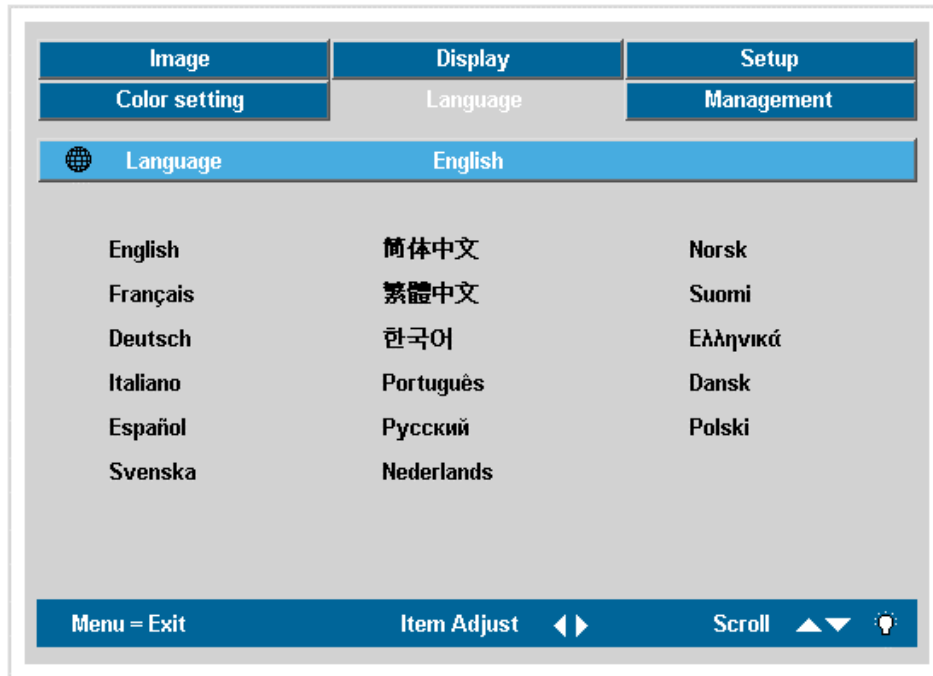 Image Display Setup
Color setting Language Management
Language English
English 简体中文 Norsk
Français 繁體中文 Suomi
Deutsch 한국어 Ελληνικά
Italiano Português Dansk
Español Русский Polski
Svenska Nederlands
Menu = Exit Item Adjust Scroll